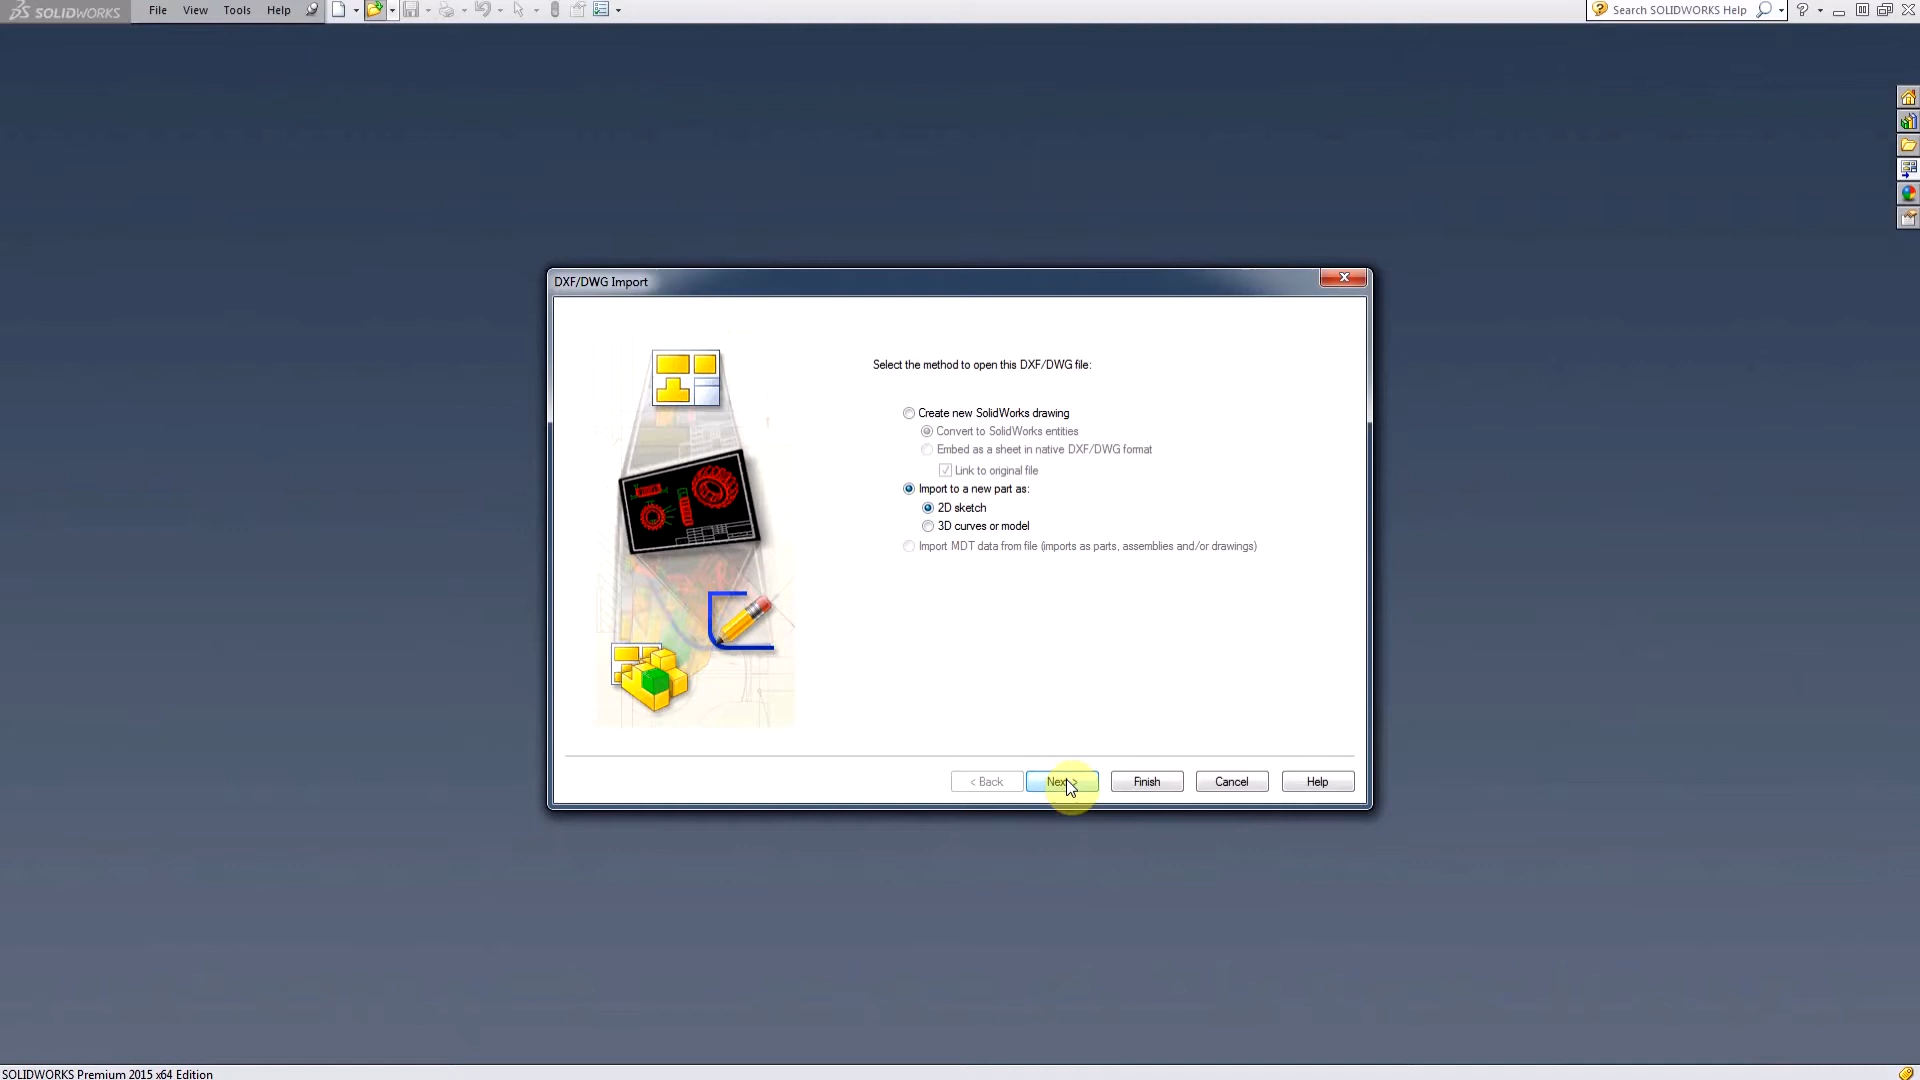 SOLIDWORKS File View Tools Help Search SOLIDWORKS Help
DXF/DWG Import
Select the method to open this DXF/DWG file:
Create new SolidWorks drawing
Convert to SolidWorks entities
Embed as a sheet in native DXF/DWG format
Link to original file
Import to a new part as:
2D sketch
3D curves or model
Import MDT data from file (imports as parts, assemblies and/or drawings)
< Back Next > Finish Cancel Help
SOLIDWORKS Premium 2015 x64 Edition